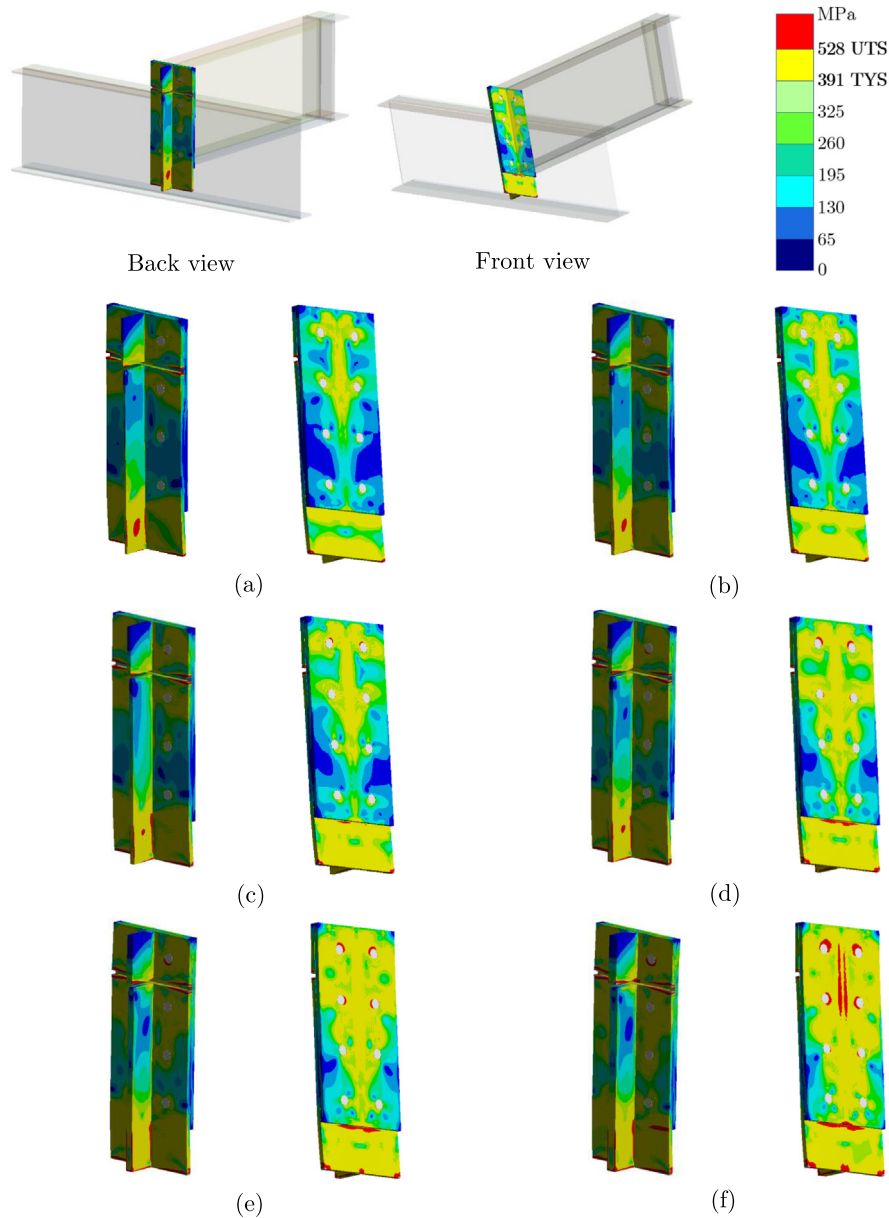 MPa
528 UTS
391 TYS
325
260
195
130
65
0
Back view
Front view
(a)
(b)
(c)
(d)
(e)
(f)